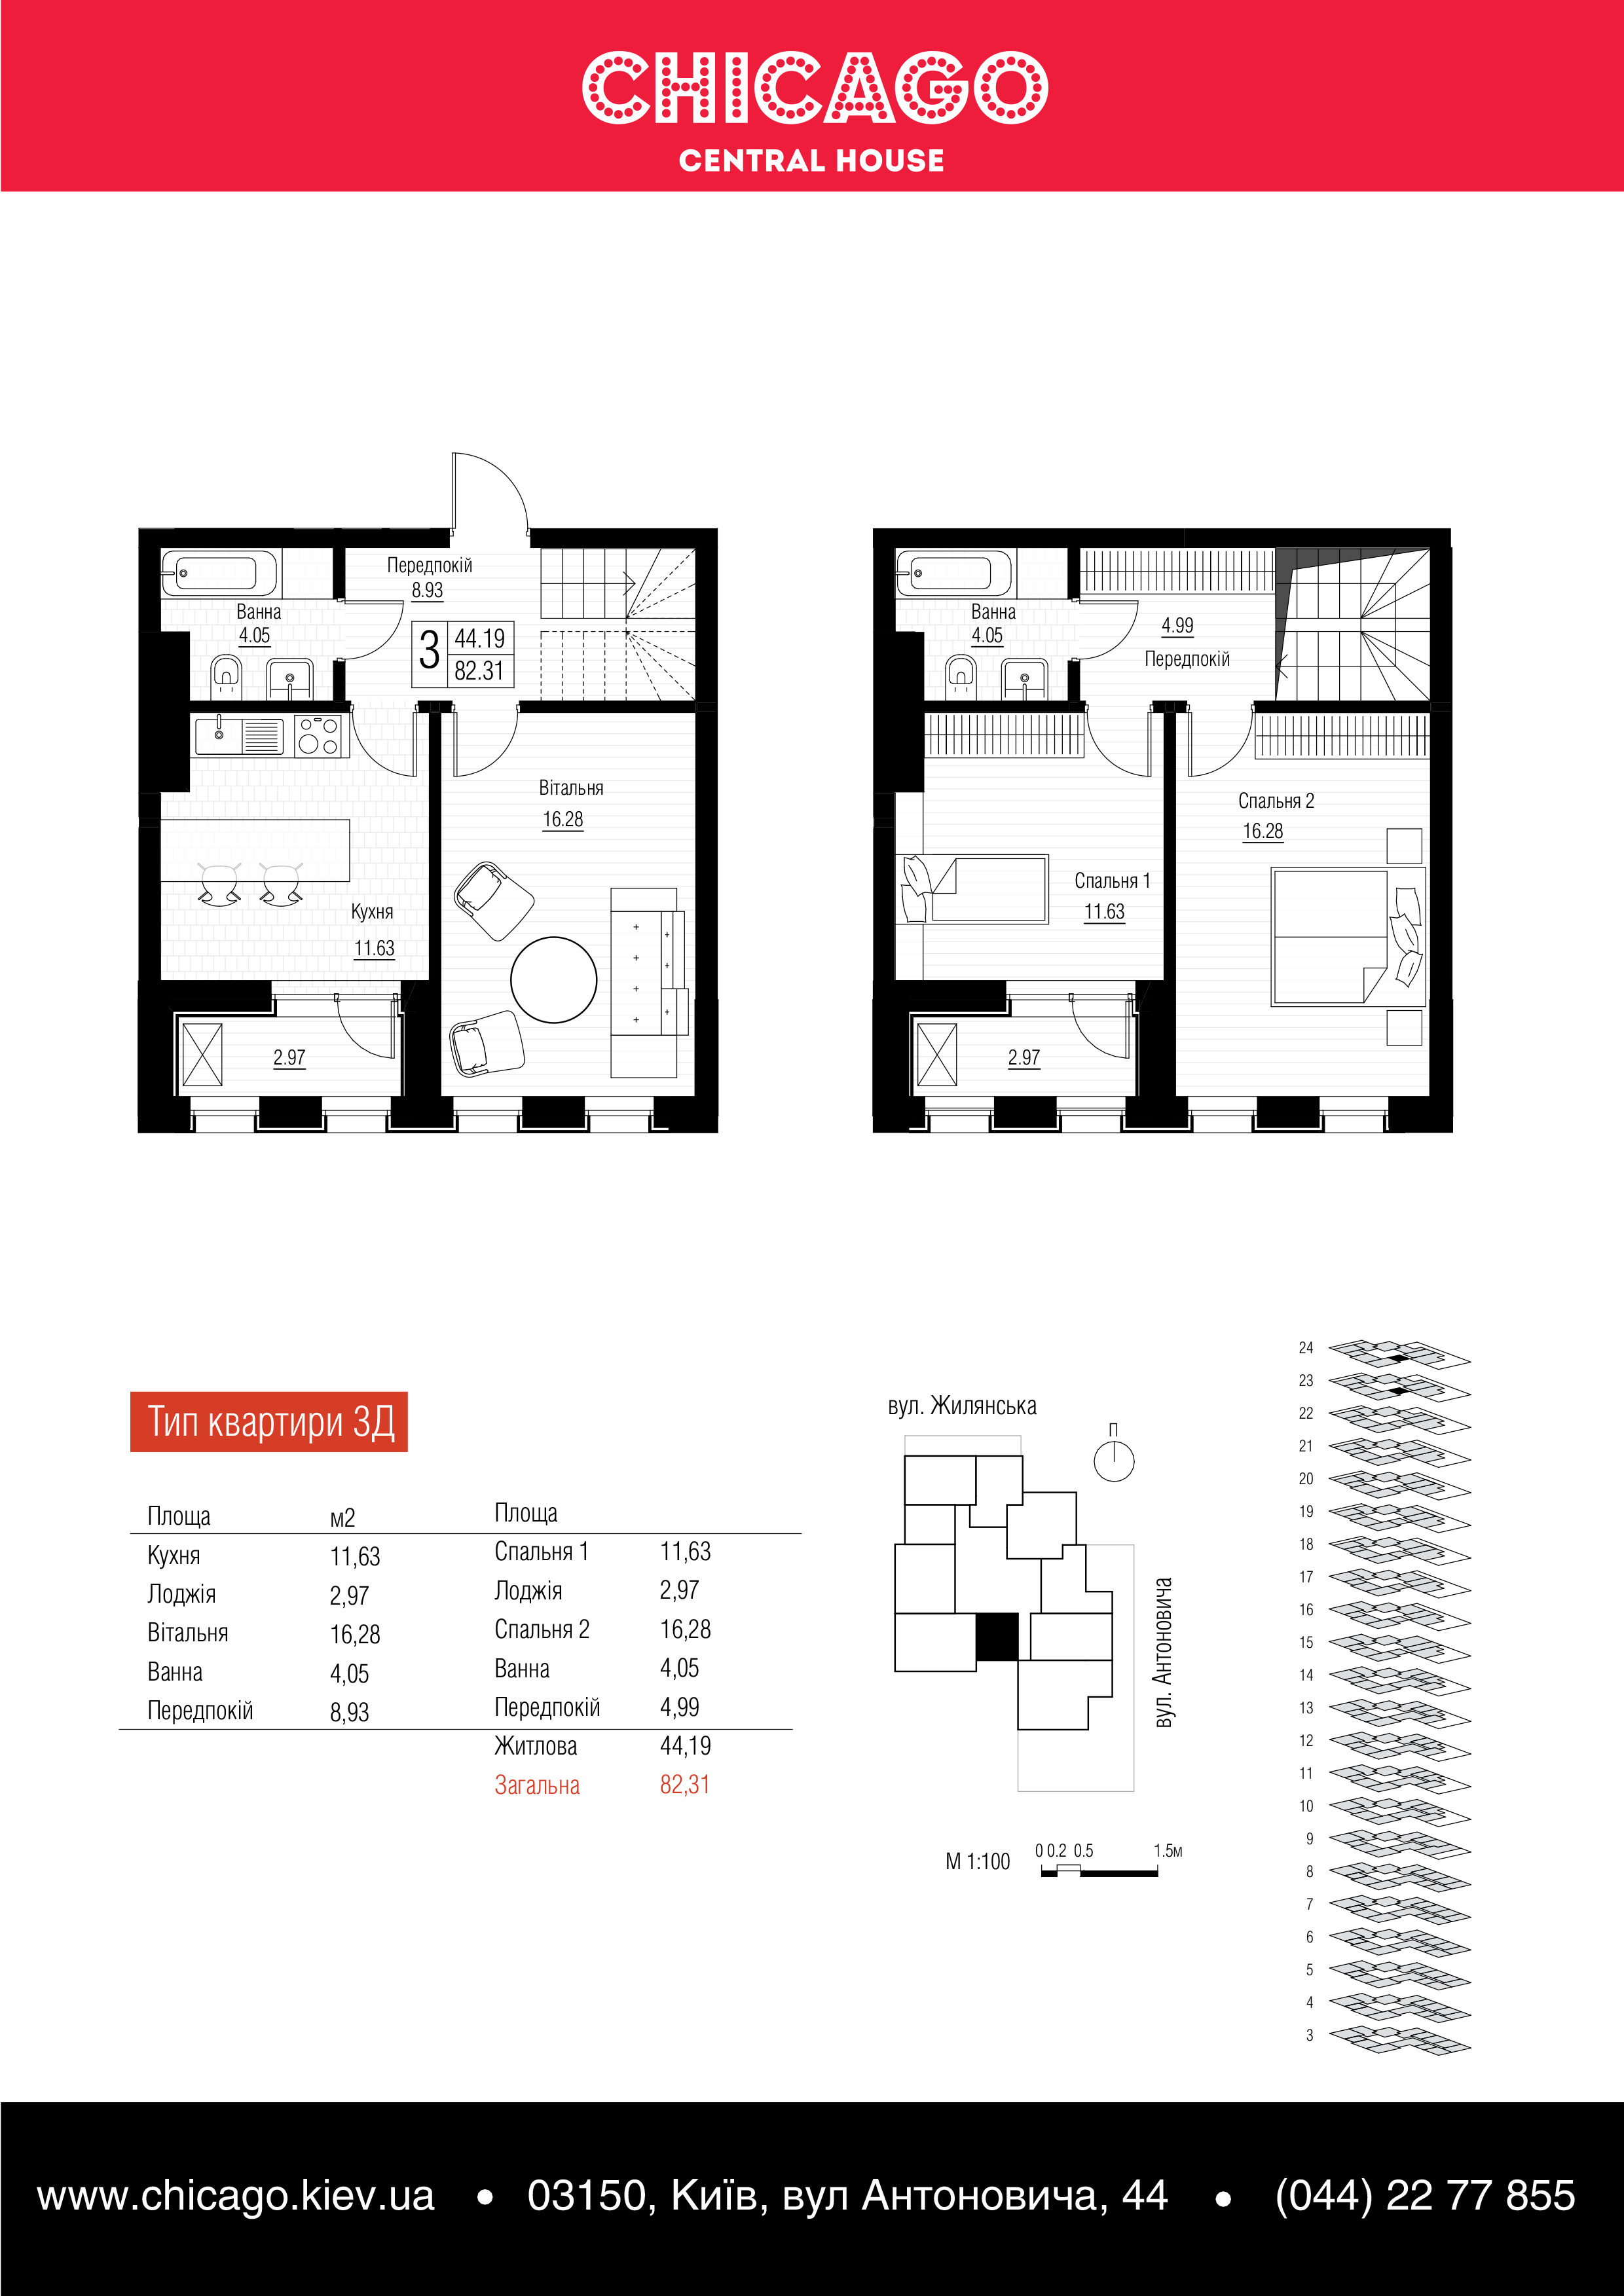 CHICAGO
CENTRAL HOUSE
Передпокій
8.93
Ванна
4.05
3
44.19
82.31
Вітальня
16.28
Кухня
11.63
2.97
Ванна
4.05
4.99
Передпокій
Спальня 2
16.28
Спальня 1
11.63
2.97
Тип квартири 3Д
Площа м2
Кухня 11,63
Лоджія 2,97
Вітальня 16,28
Ванна 4,05
Передпокій 8,93
Площа
Спальня 1 11,63
Лоджія 2,97
Спальня 2 16,28
Ванна 4,05
Передпокій 4,99
Житлова 44,19
Загальна 82,31
вул. Жилянська
П
вул. Антоновича
М 1:100
0 0.2 0.5 1.5м
24
23
22
21
20
19
18
17
16
15
14
13
12
11
10
9
8
7
6
5
4
3
www.chicago.kiev.ua • 03150, Київ, вул Антоновича, 44 • (044) 22 77 855